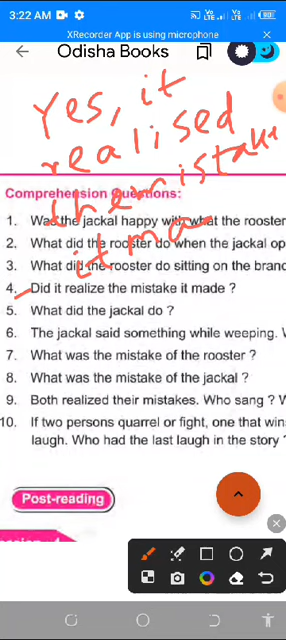 3:22 AM
XRecorder App is using microphone
Odisha Books
Yes, it
realised
the mistake
it ma
Comprehension Questions:
1. Was the jackal happy with what the rooster
2. What did the rooster do when the jackal op
3. What did the rooster do sitting on the bran
4. Did it realize the mistake it made ?
5. What did the jackal do ?
6. The jackal said something while weeping.
7. What was the mistake of the rooster ?
8. What was the mistake of the jackal ?
9. Both realized their mistakes. Who sang ?
10. If two persons quarrel or fight, one that win
laugh. Who had the last laugh in the story
Post-reading